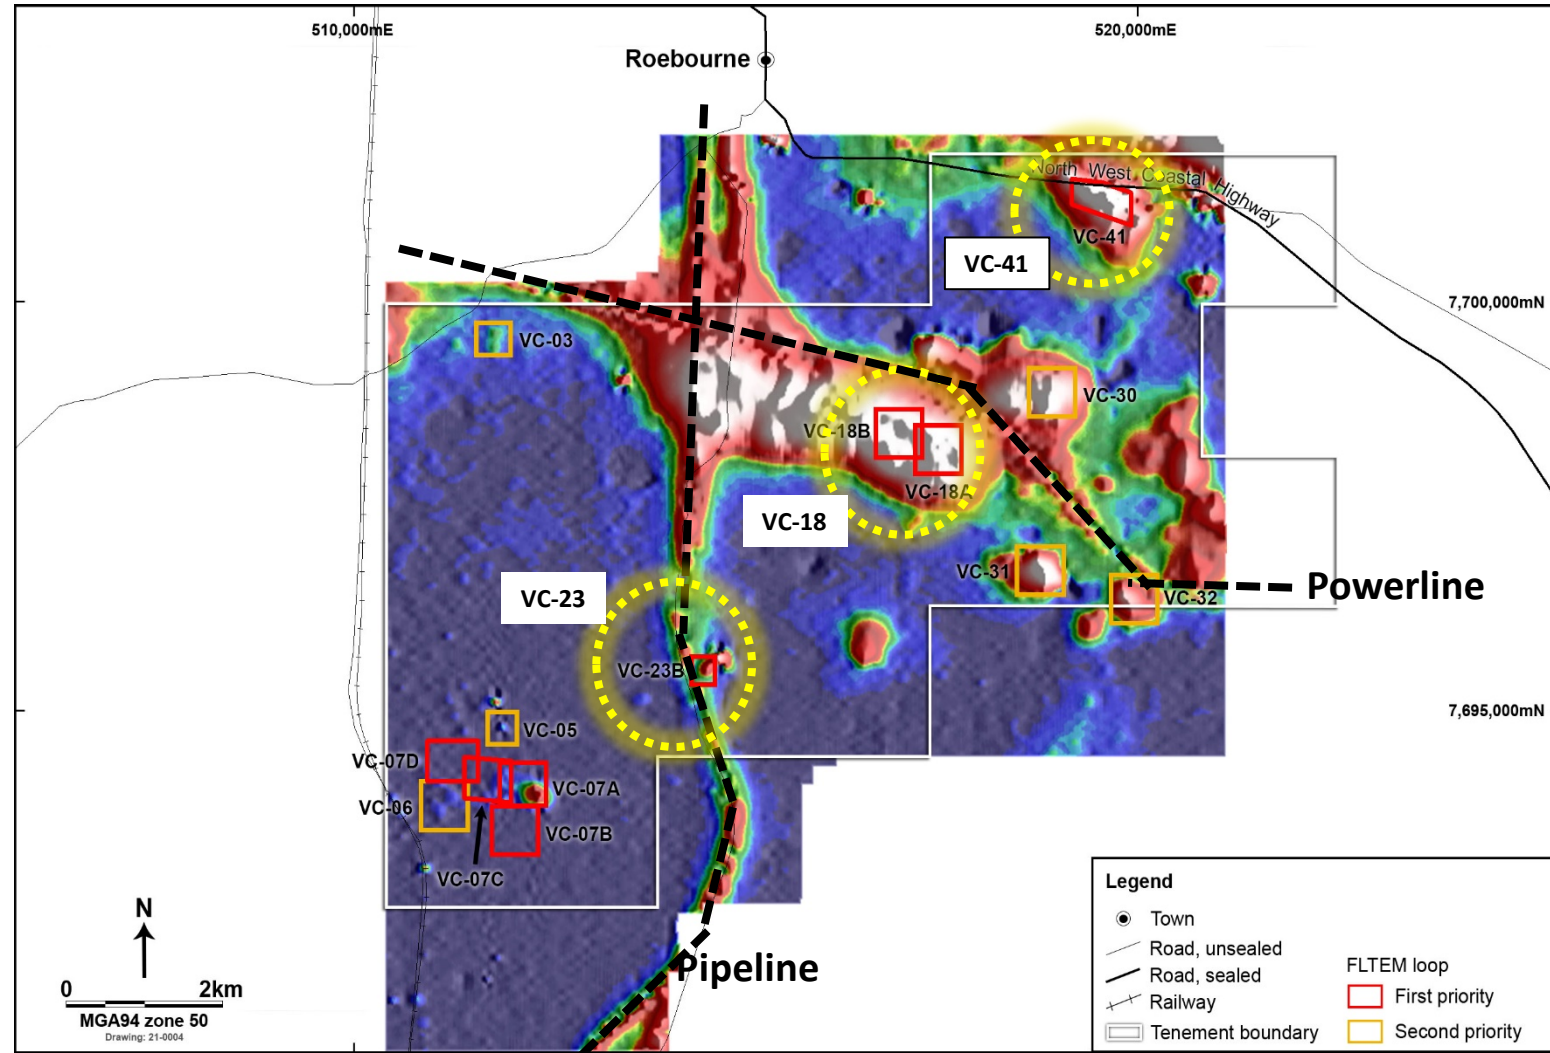 510,000mE
520,000mE
Roebourne
North West Coastal Highway
VC-41
VC-41
7,700,000mN
VC-03
VC-30
VC-18B
VC-18A
VC-18
VC-31
Powerline
VC-32
VC-23
VC-23B
7,695,000mN
VC-05
VC-07D
VC-07A
VC-06
VC-07B
VC-07C
Pipeline
N
0 2km
MGA94 zone 50
Drawing: 21-0004
Legend
Town
Road, unsealed
Road, sealed
Railway
Tenement boundary
FLTEM loop
First priority
Second priority